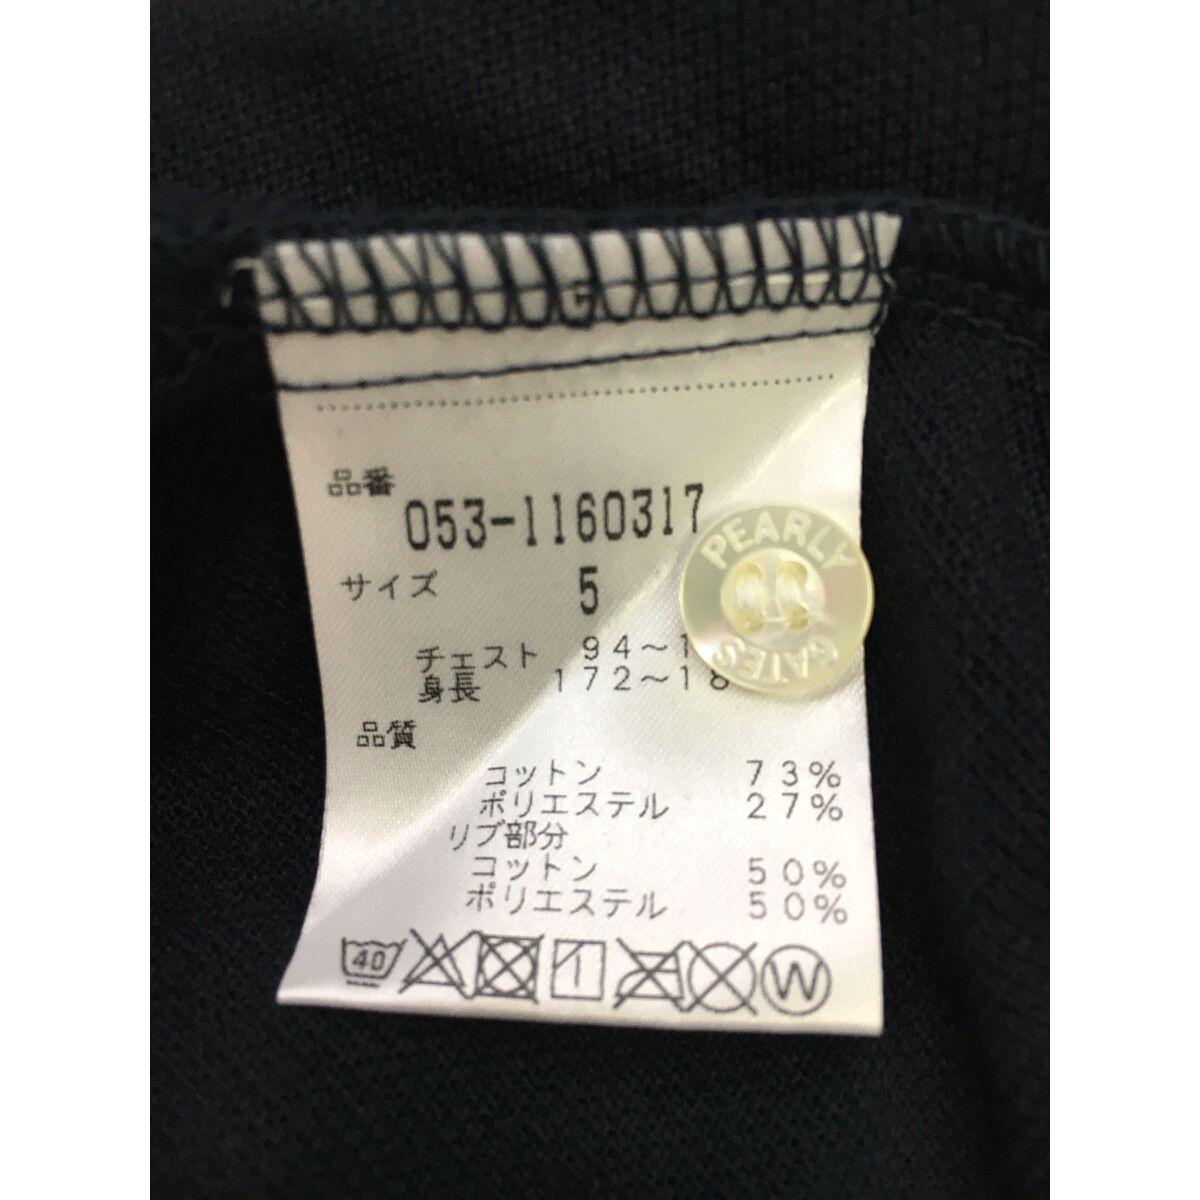 品番
053-1160317
サイズ 5
チェスト 94～1
身長 172～18
品質
コットン 73%
ポリエステル 27%
リブ部分
コットン 50%
ポリエステル 50%
40 W
PEARLY
GATES